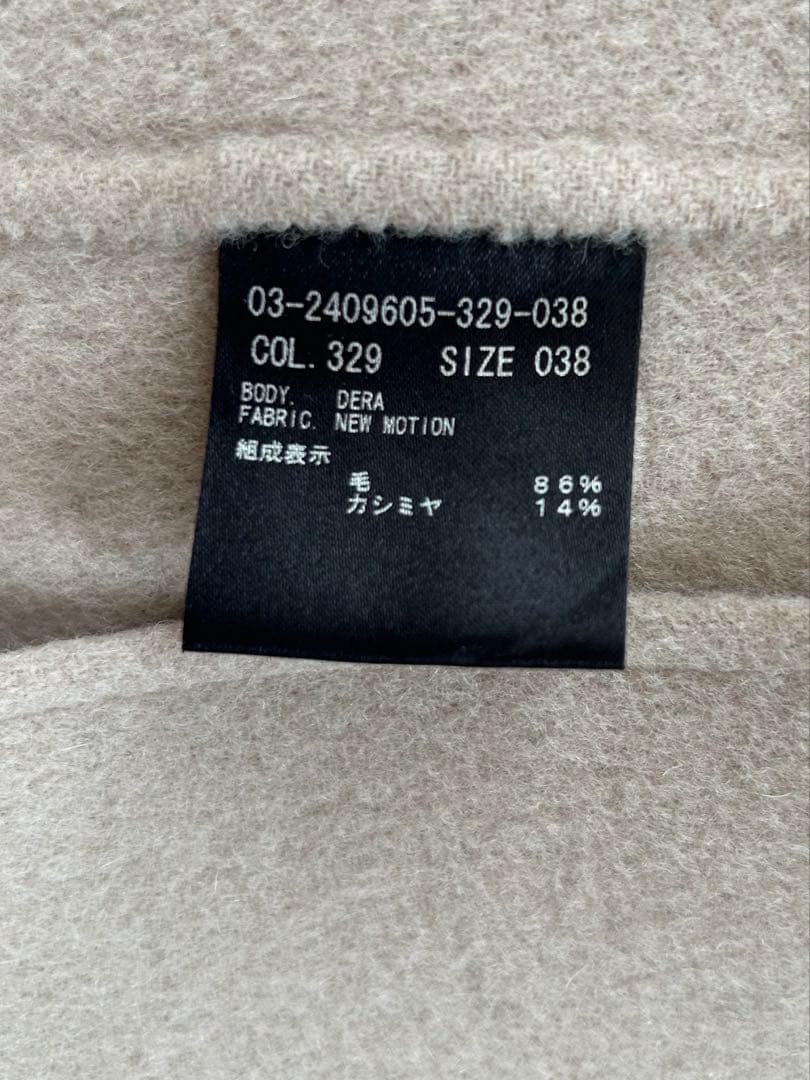 03-2409605-329-038
COL. 329 SIZE 038
BODY. DERA
FABRIC. NEW MOTION
組成表示
毛 86%
カシミヤ 14%